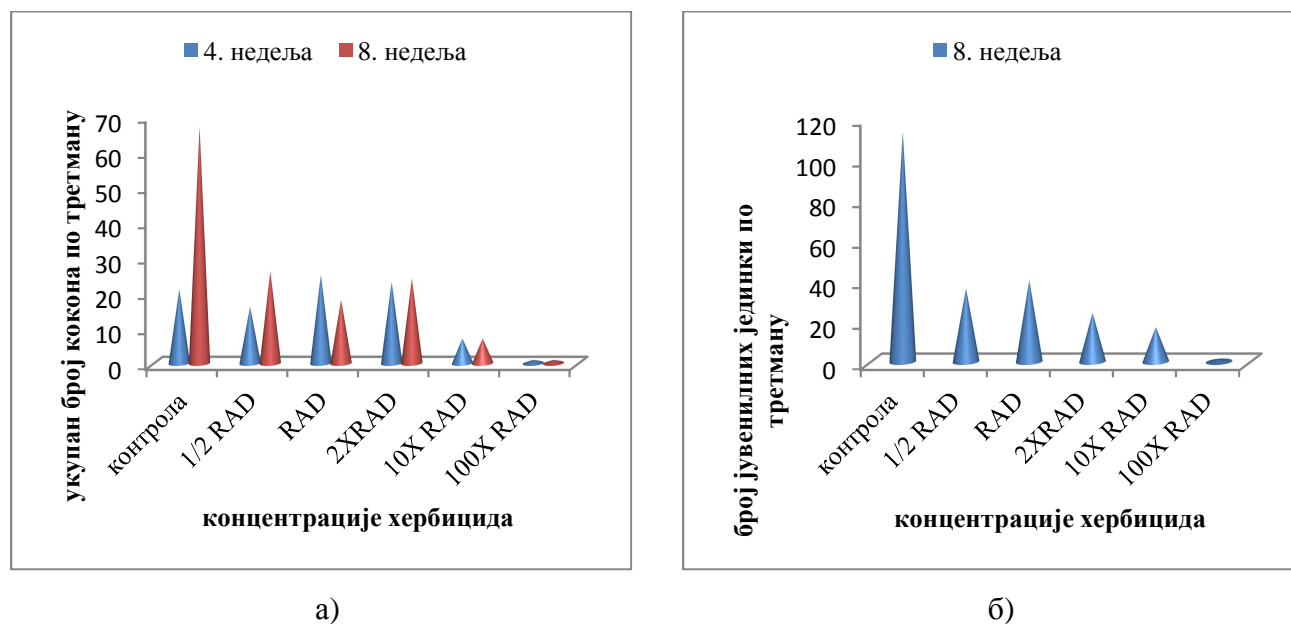 4. недеља 8. недеља
укупан број кокона по третману
70
60
50
40
30
20
10
0
контрола
1/2 RAD
RAD
2XRAD
10X RAD
100X RAD
концентрације хербицида
а)
8. недеља
број јувенилних јединки по
третману
120
100
80
60
40
20
0
контрола
1/2 RAD
RAD
2XRAD
10X RAD
100X RAD
концентрације хербицида
б)